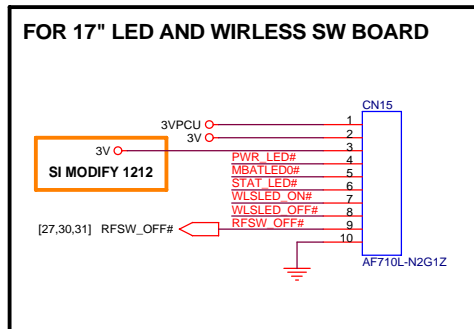 FOR 17" LED AND WIRLESS SW BOARD
CN15
3VPCU 1
3V 2
3V 3
SI MODIFY 1212
PWR_LED# 4
MBATLED0# 5
STAT_LED# 6
WLSLED_ON# 7
WLSLED_OFF# 8
[27,30,31] RFSW_OFF# RFSW_OFF# 9
10
AF710L-N2G1Z